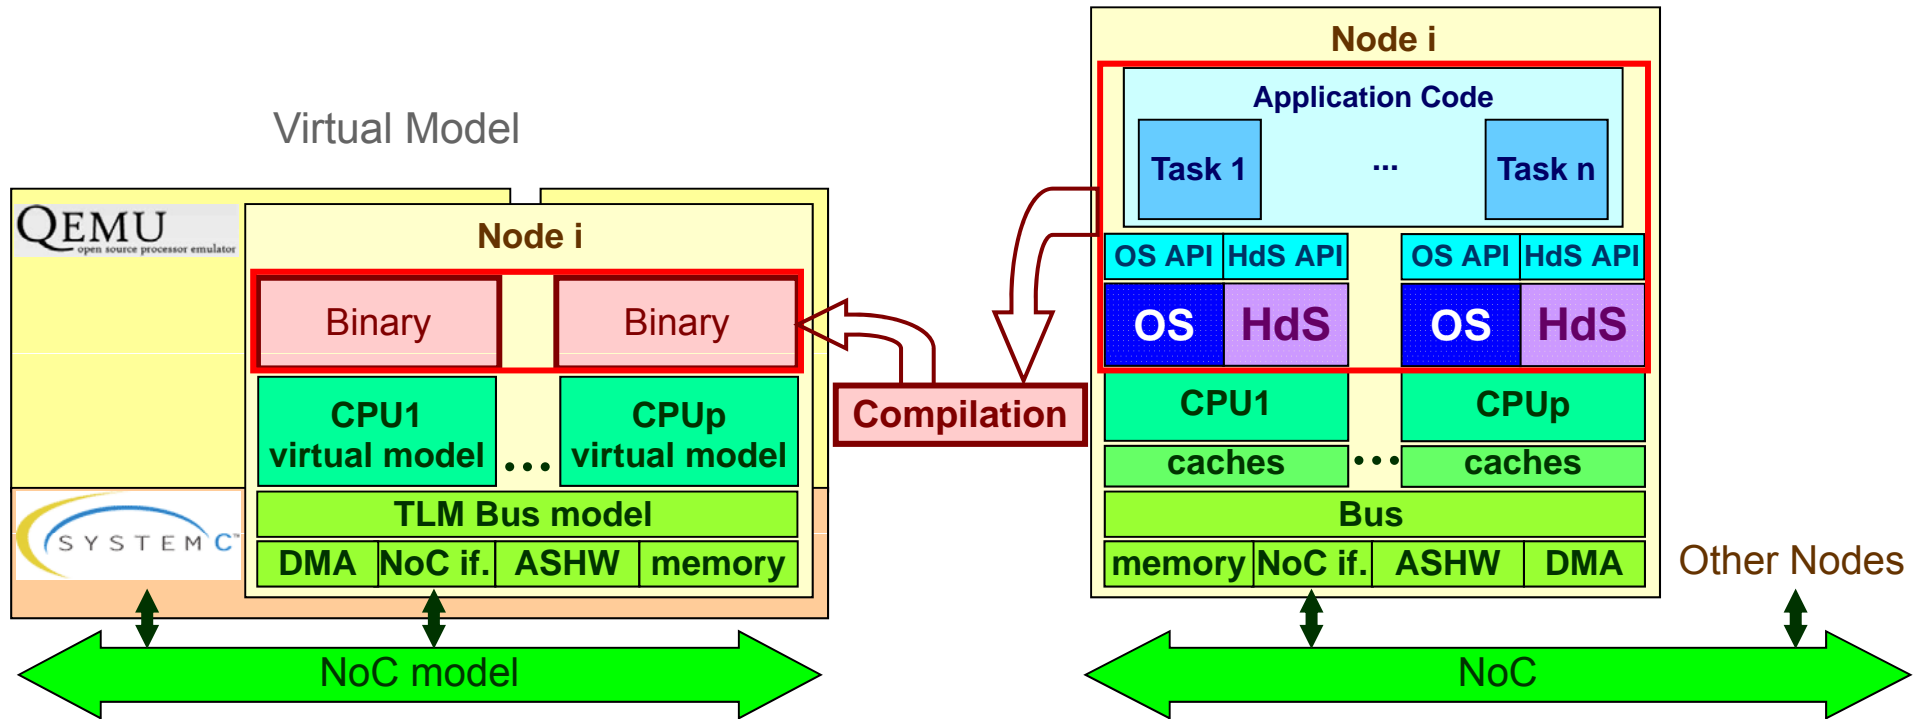 Virtual Model
QEMU
open source processor emulator
Node i
Binary
Binary
CPU1
virtual model
...
CPUp
virtual model
TLM Bus model
SYSTEM C™
DMA
NoC if.
ASHW
memory
NoC model
Compilation
Node i
Application Code
Task 1
...
Task n
OS API
HdS API
OS API
HdS API
OS
HdS
OS
HdS
CPU1
CPUp
caches
...
caches
Bus
memory
NoC if.
ASHW
DMA
Other Nodes
NoC